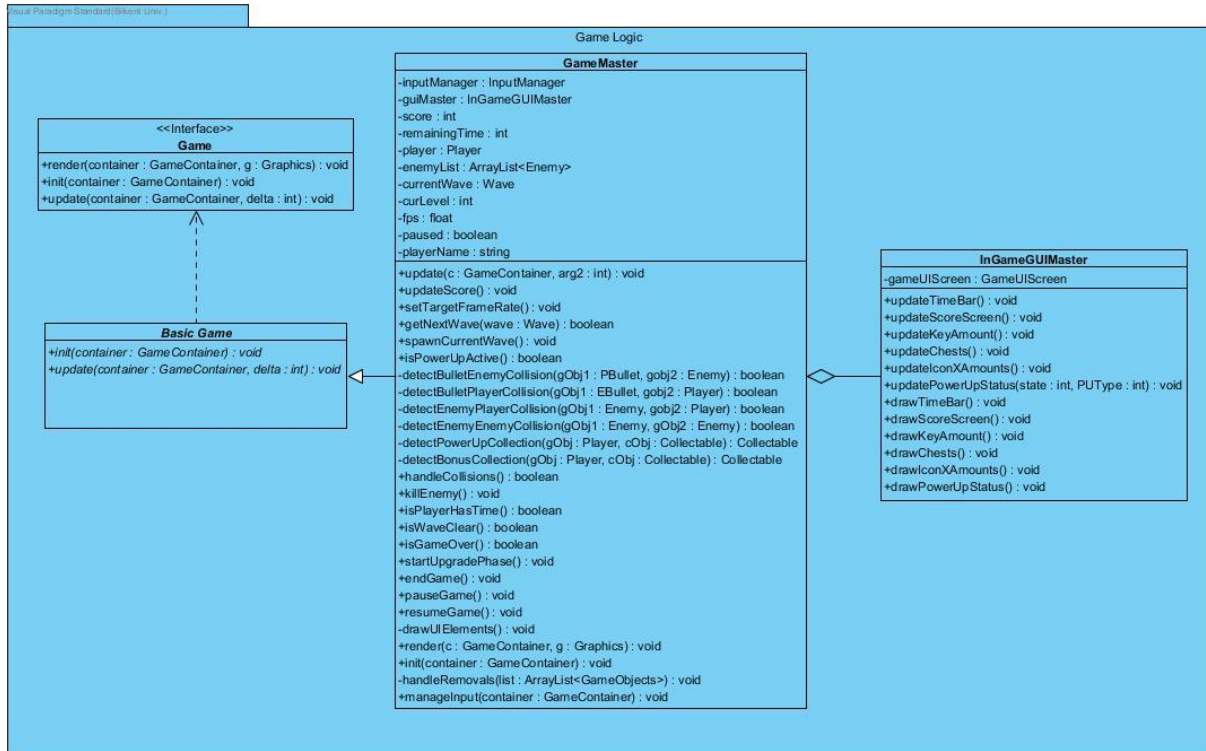 Visual Paradigm Standard(Bilkent Univ.)
Game Logic
<<Interface>>
Game
+render(container : GameContainer, g : Graphics) : void
+init(container : GameContainer) : void
+update(container : GameContainer, delta : int) : void
Basic Game
+init(container : GameContainer) : void
+update(container : GameContainer, delta : int) : void
GameMaster
-inputManager : InputManager
-guiMaster : InGameGUIMaster
-score : int
-remainingTime : int
-player : Player
-enemyList : ArrayList<Enemy>
-currentWave : Wave
-curLevel : int
-fps : float
-paused : boolean
-playerName : string
+update(c : GameContainer, arg2 : int) : void
+updateScore() : void
+setTargetFrameRate() : void
+getNextWave(wave : Wave) : boolean
+spawnCurrentWave() : void
+isPowerUpActive() : boolean
-detectBulletEnemyCollision(gObj1 : PBullet, gobj2 : Enemy) : boolean
-detectBulletPlayerCollision(gObj1 : EBullet, gobj2 : Player) : boolean
-detectEnemyPlayerCollision(gObj1 : Enemy, gobj2 : Player) : boolean
-detectEnemyEnemyCollision(gObj1 : Enemy, gObj2 : Enemy) : boolean
-detectPowerUpCollection(gObj : Player, cObj : Collectable) : Collectable
-detectBonusCollection(gObj : Player, cObj : Collectable) : Collectable
+handleCollisions() : boolean
+killEnemy() : void
+isPlayerHasTime() : boolean
+isWaveClear() : boolean
+isGameOver() : boolean
+startUpgradePhase() : void
+endGame() : void
+pauseGame() : void
+resumeGame() : void
-drawUIElements() : void
+render(c : GameContainer, g : Graphics) : void
+init(container : GameContainer) : void
-handleRemovals(list : ArrayList<GameObjects>) : void
+manageInput(container : GameContainer) : void
InGameGUIMaster
-gameUIScreen : GameUIScreen
+updateTimeBar() : void
+updateScoreScreen() : void
+updateKeyAmount() : void
+updateChests() : void
+updateIconXAmounts() : void
+updatePowerUpStatus(state : int, PUType : int) : void
+drawTimeBar() : void
+drawScoreScreen() : void
+drawKeyAmount() : void
+drawChests() : void
+drawIconXAmounts() : void
+drawPowerUpStatus() : void